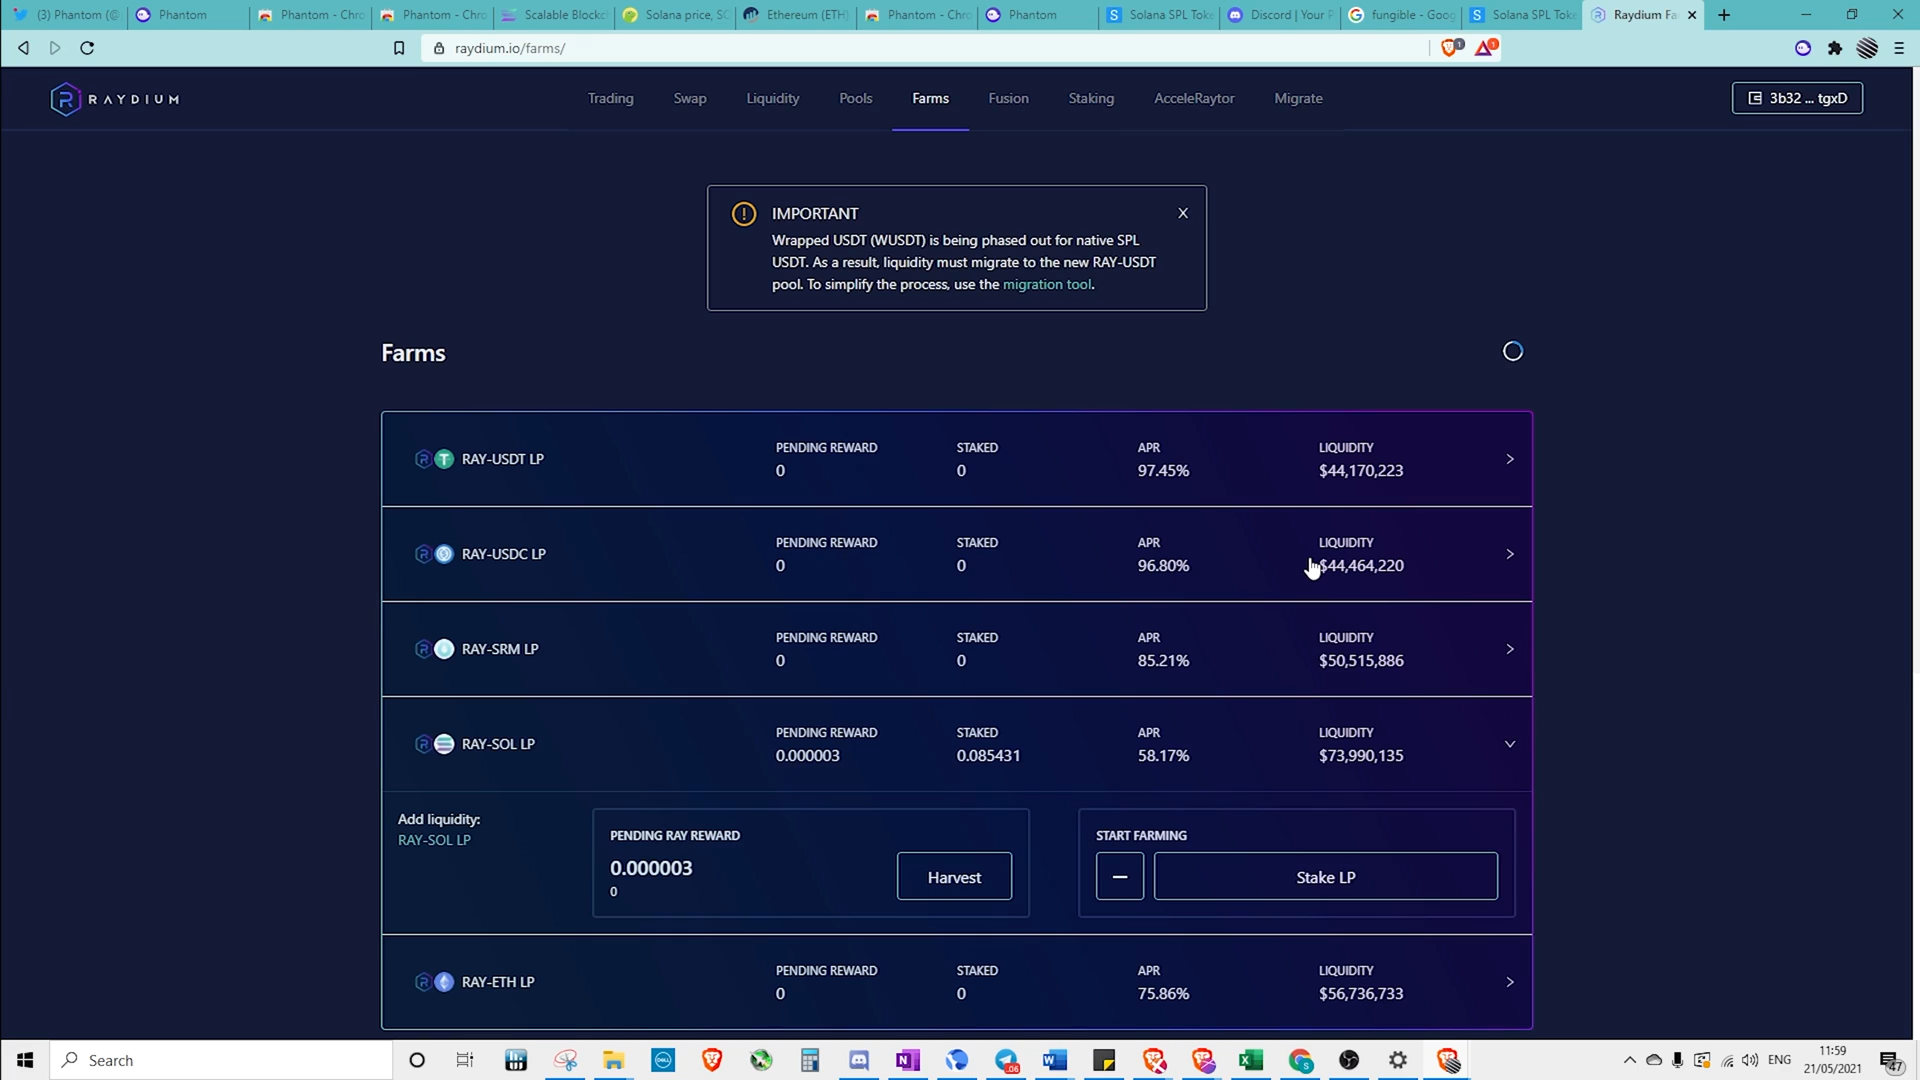 (3) Phantom (@
Phantom
Phantom - Chro
Phantom - Chro
Scalable Blockc
Solana price, SO
Ethereum (ETH)
Phantom - Chro
Phantom
Solana SPL Toke
Discord | Your P
fungible - Goog
Solana SPL Toke
Raydium Fa
raydium.io/farms/
1
1
RAYDIUM
Trading
Swap
Liquidity
Pools
Farms
Fusion
Staking
AcceleRaytor
Migrate
3b32 ... tgxD
IMPORTANT
X
Wrapped USDT (WUSDT) is being phased out for native SPL
USDT. As a result, liquidity must migrate to the new RAY-USDT
pool. To simplify the process, use the migration tool.
Farms
RAY-USDT LP
PENDING REWARD
0
STAKED
0
APR
97.45%
LIQUIDITY
$44,170,223
RAY-USDC LP
PENDING REWARD
0
STAKED
0
APR
96.80%
LIQUIDITY
$44,464,220
RAY-SRM LP
PENDING REWARD
0
STAKED
0
APR
85.21%
LIQUIDITY
$50,515,886
RAY-SOL LP
PENDING REWARD
0.000003
STAKED
0.085431
APR
58.17%
LIQUIDITY
$73,990,135
Add liquidity:
RAY-SOL LP
PENDING RAY REWARD
0.000003
0
Harvest
START FARMING
Stake LP
RAY-ETH LP
PENDING REWARD
0
STAKED
0
APR
75.86%
LIQUIDITY
$56,736,733
Search
ENG
11:59
21/05/2021
47